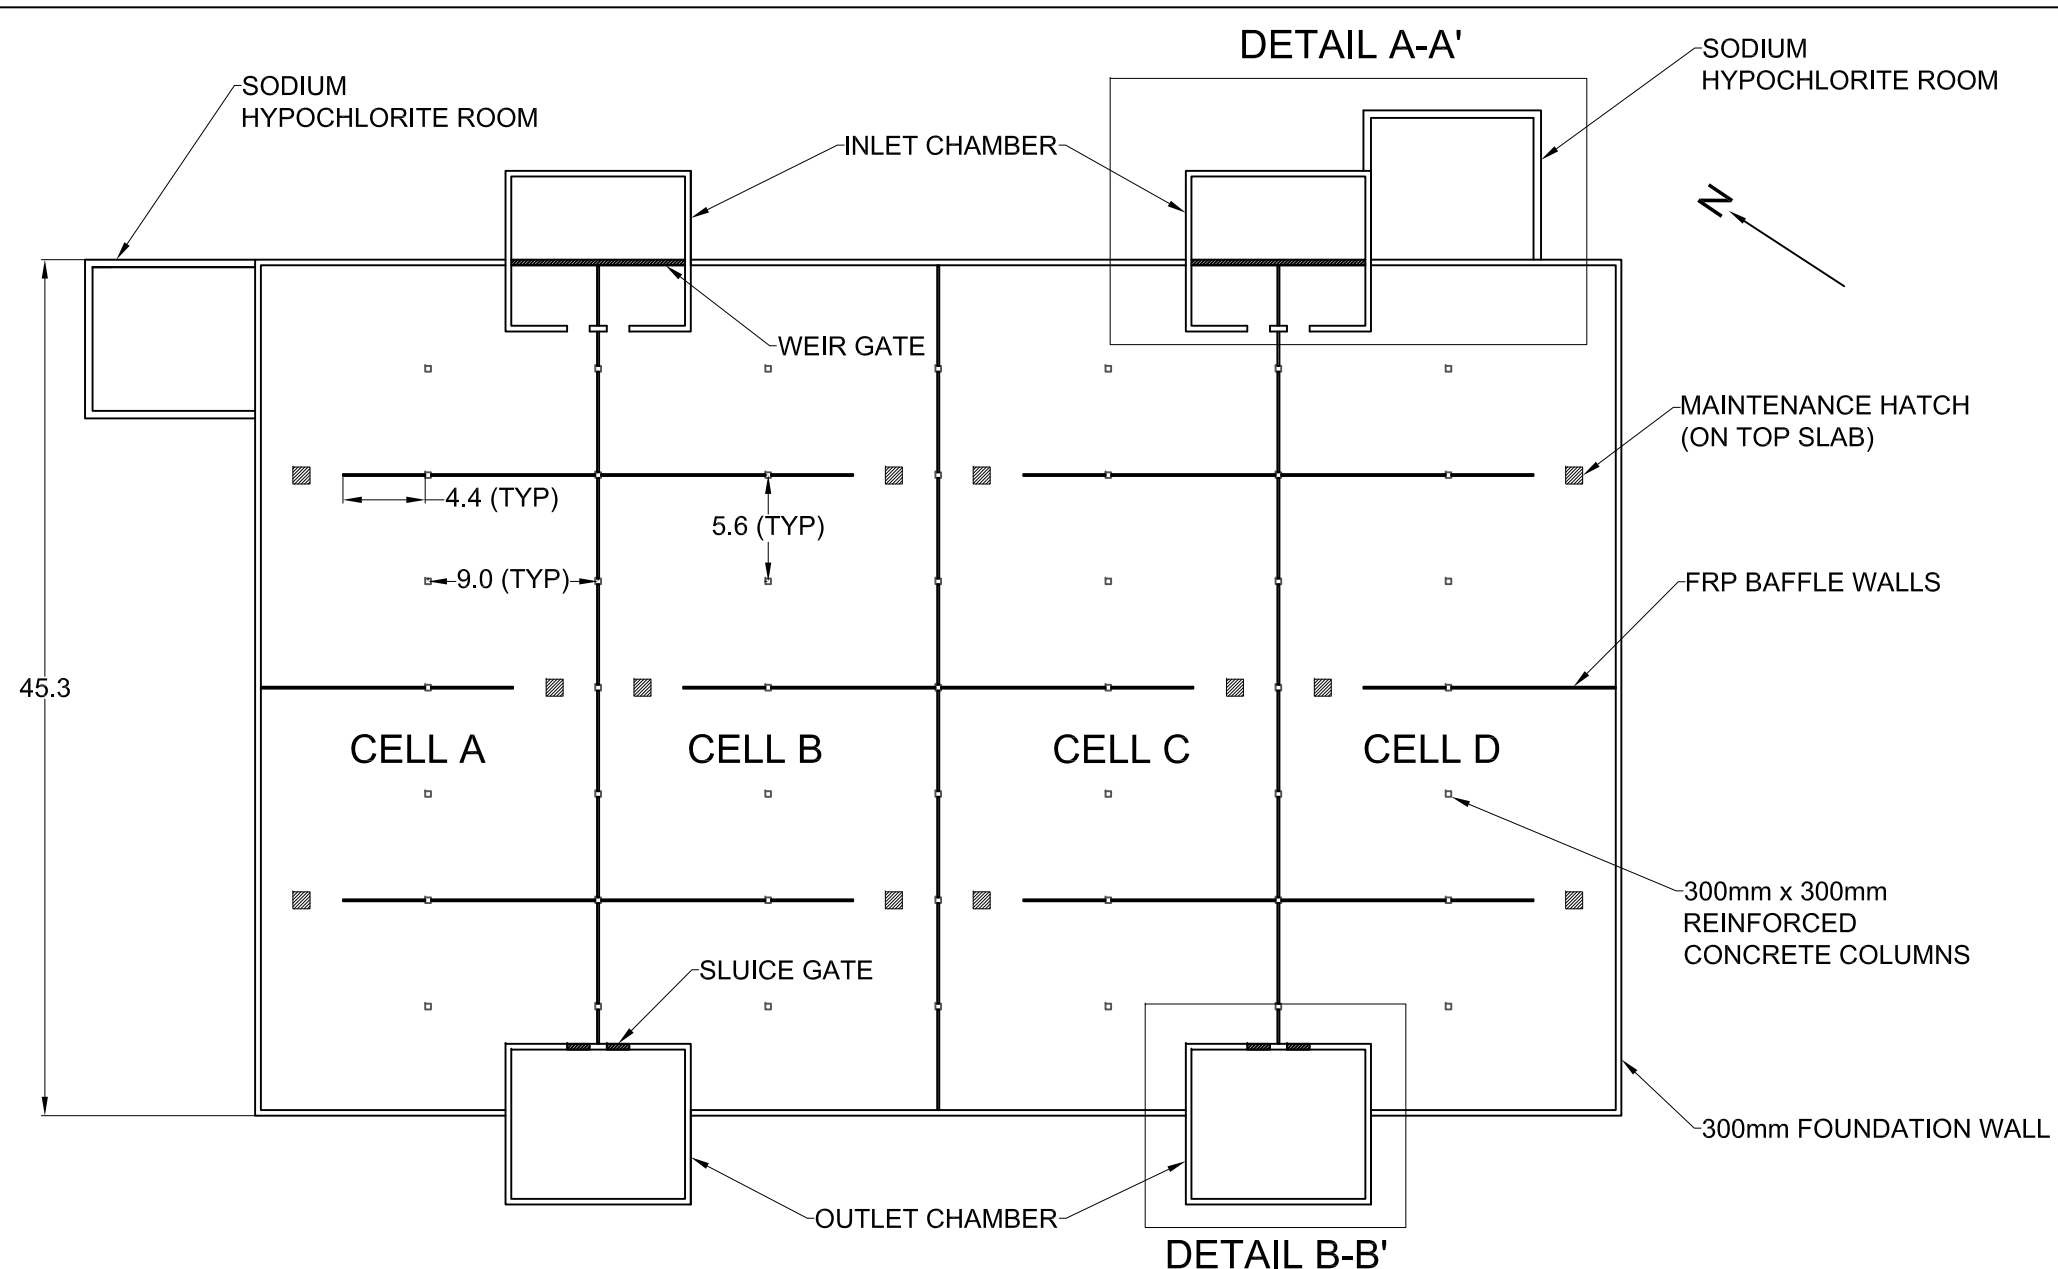 DETAIL A-A'
SODIUM
HYPOCHLORITE ROOM
SODIUM
HYPOCHLORITE ROOM
INLET CHAMBER
N
WEIR GATE
MAINTENANCE HATCH
(ON TOP SLAB)
4.4 (TYP)
5.6 (TYP)
9.0 (TYP)
FRP BAFFLE WALLS
45.3
CELL A
CELL B
CELL C
CELL D
300mm x 300mm
REINFORCED
CONCRETE COLUMNS
SLUICE GATE
300mm FOUNDATION WALL
OUTLET CHAMBER
DETAIL B-B'